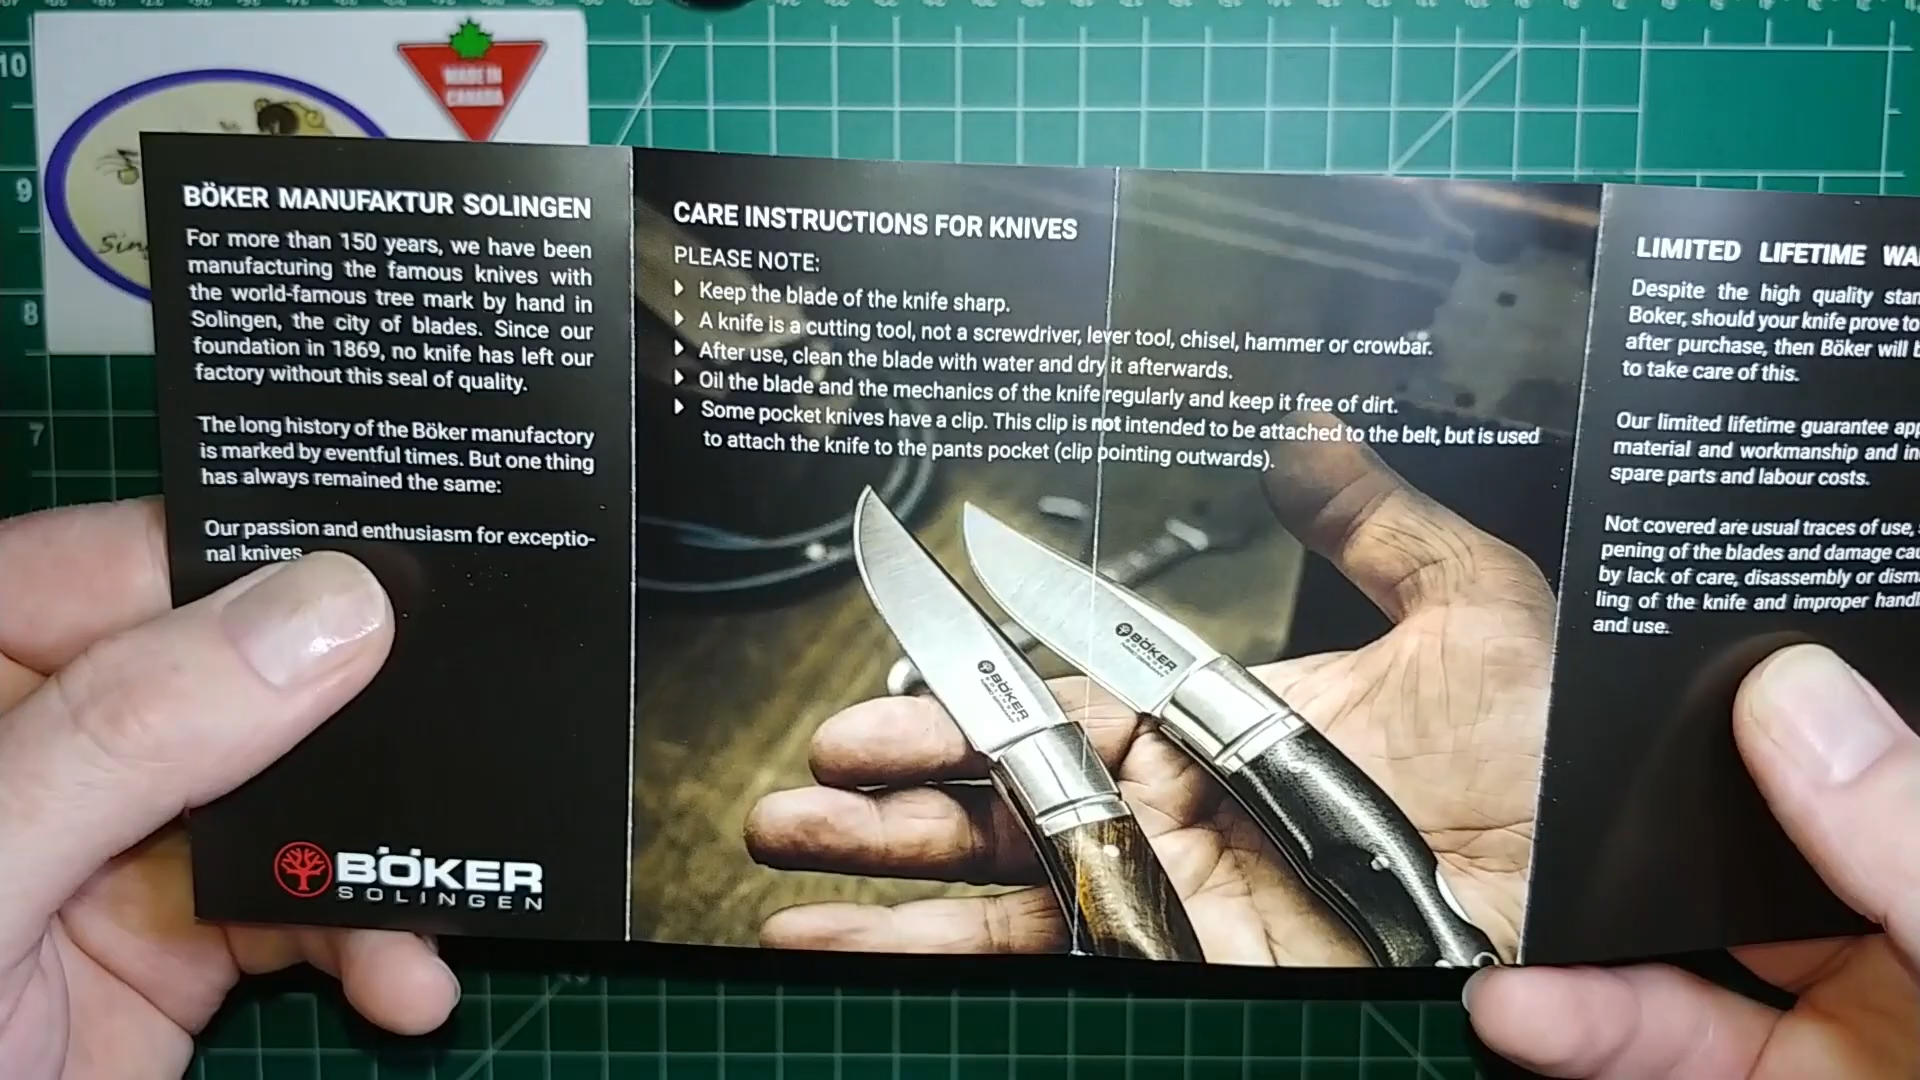 10
9
8
7
MADE IN
CANADA
BÖKER MANUFAKTUR SOLINGEN
For more than 150 years, we have been
manufacturing the famous knives with
the world-famous tree mark by hand in
Solingen, the city of blades. Since our
foundation in 1869, no knife has left our
factory without this seal of quality.
The long history of the Böker manufactory
is marked by eventful times. But one thing
has always remained the same:
Our passion and enthusiasm for exceptio-
nal knives
BÖKER
SOLINGEN
CARE INSTRUCTIONS FOR KNIVES
PLEASE NOTE:
Keep the blade of the knife sharp.
A knife is a cutting tool, not a screwdriver, lever tool, chisel, hammer or crowbar.
After use, clean the blade with water and dry it afterwards.
Oil the blade and the mechanics of the knife regularly and keep it free of dirt.
Some pocket knives have a clip. This clip is not intended to be attached to the belt, but is used
to attach the knife to the pants pocket (clip pointing outwards).
BÖKER
SOLINGEN
BÖKER
SOLINGEN
LIMITED LIFETIME
Despite the high quality
Boker, should your knife prove to
after purchase, then Böker will
to take care of this.
Our limited lifetime guarantee
material and workmanship and
spare parts and labour costs.
Not covered are usual traces of use,
pening of the blades and damage
by lack of care, disassembly or
ling of the knife and improper
and use.